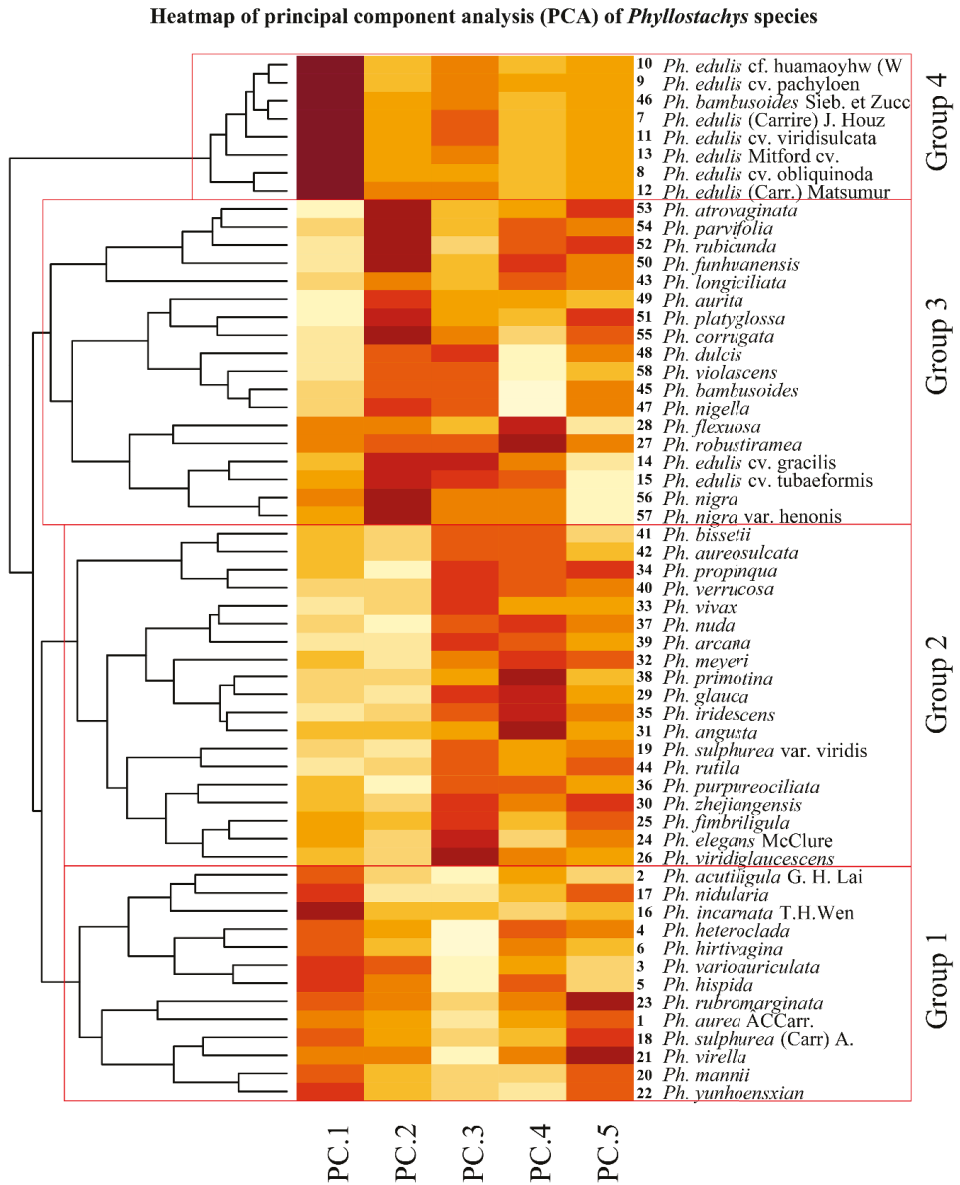 Heatmap of principal component analysis (PCA) of Phyllostachys species
10 Ph. edulis cf. huamaoyhw (W
9 Ph. edulis cv. pachyloen
46 Ph. bambusoides Sieb. et Zucc
7 Ph. edulis (Carrire) J. Houz
11 Ph. edulis cv. viridisulcata
13 Ph. edulis Mitford cv.
8 Ph. edulis cv. obliquinoda
12 Ph. edulis (Carr.) Matsumur
Group 4
53 Ph. atrovaginata
54 Ph. parvifolia
52 Ph. rubicunda
50 Ph. funhuanensis
43 Ph. longiciliata
49 Ph. aurita
51 Ph. platyglossa
55 Ph. corrugata
48 Ph. dulcis
58 Ph. violascens
45 Ph. bambusoides
47 Ph. nigella
28 Ph. flexuosa
27 Ph. robustiramea
14 Ph. edulis cv. gracilis
15 Ph. edulis cv. tubaeformis
56 Ph. nigra
57 Ph. nigra var. henonis
Group 3
41 Ph. bissetii
42 Ph. aureosulcata
34 Ph. propinqua
40 Ph. verrucosa
33 Ph. vivax
37 Ph. nuda
39 Ph. arcana
32 Ph. meyeri
38 Ph. primotina
29 Ph. glauca
35 Ph. iridescens
31 Ph. angusta
19 Ph. sulphurea var. viridis
44 Ph. rutila
36 Ph. purpureociliata
30 Ph. zhejiangensis
25 Ph. fimbriligula
24 Ph. elegans McClure
26 Ph. viridiglaucescens
Group 2
2 Ph. acutiligula G. H. Lai
17 Ph. nidularia
16 Ph. incarnata T.H.Wen
4 Ph. heteroclada
6 Ph. hirtivagina
3 Ph. varioauriculata
5 Ph. hispida
23 Ph. rubromarginata
1 Ph. aurea ÂCCarr.
18 Ph. sulphurea (Carr) A.
21 Ph. virella
20 Ph. mannii
22 Ph. yunhoensxian
Group 1
PC.1 PC.2 PC.3 PC.4 PC.5